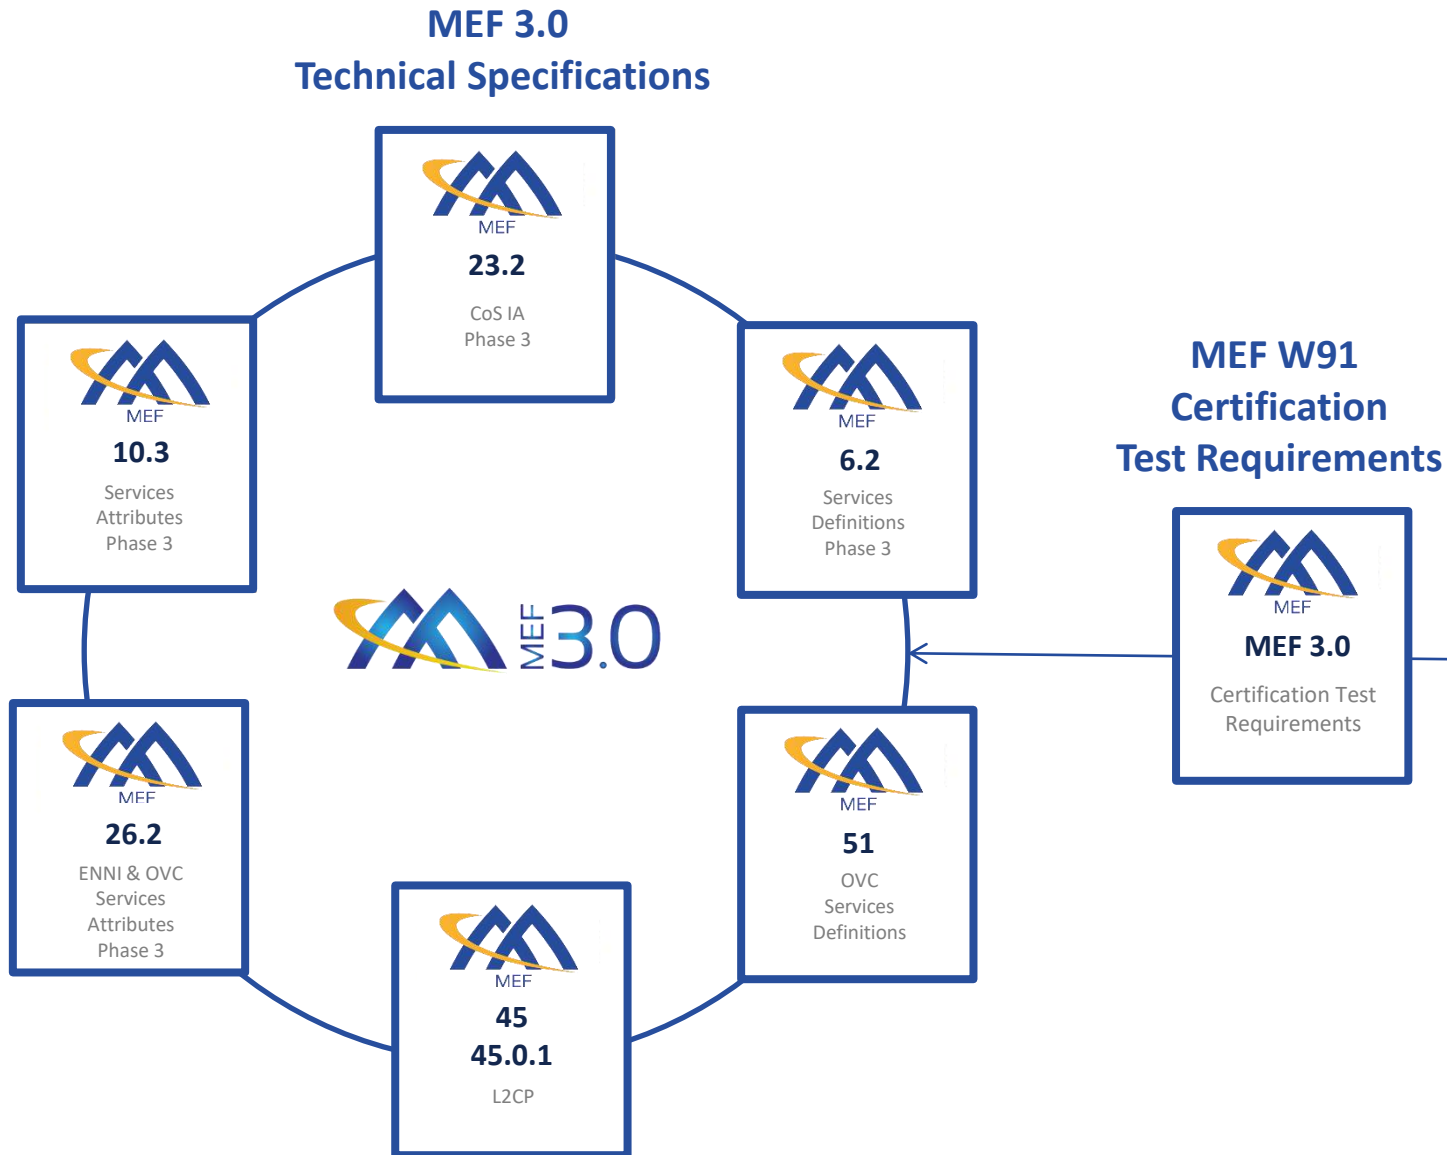 MEF 3.0
Technical Specifications
MEF
23.2
CoS IA
Phase 3
MEF
10.3
Services
Attributes
Phase 3
MEF
6.2
Services
Definitions
Phase 3
MEF W91
Certification
Test Requirements
MEF
MEF 3.0
Certification Test
Requirements
MEF 3.0
MEF
26.2
ENNI & OVC
Services
Attributes
Phase 3
MEF
51
OVC
Services
Definitions
MEF
45
45.0.1
L2CP